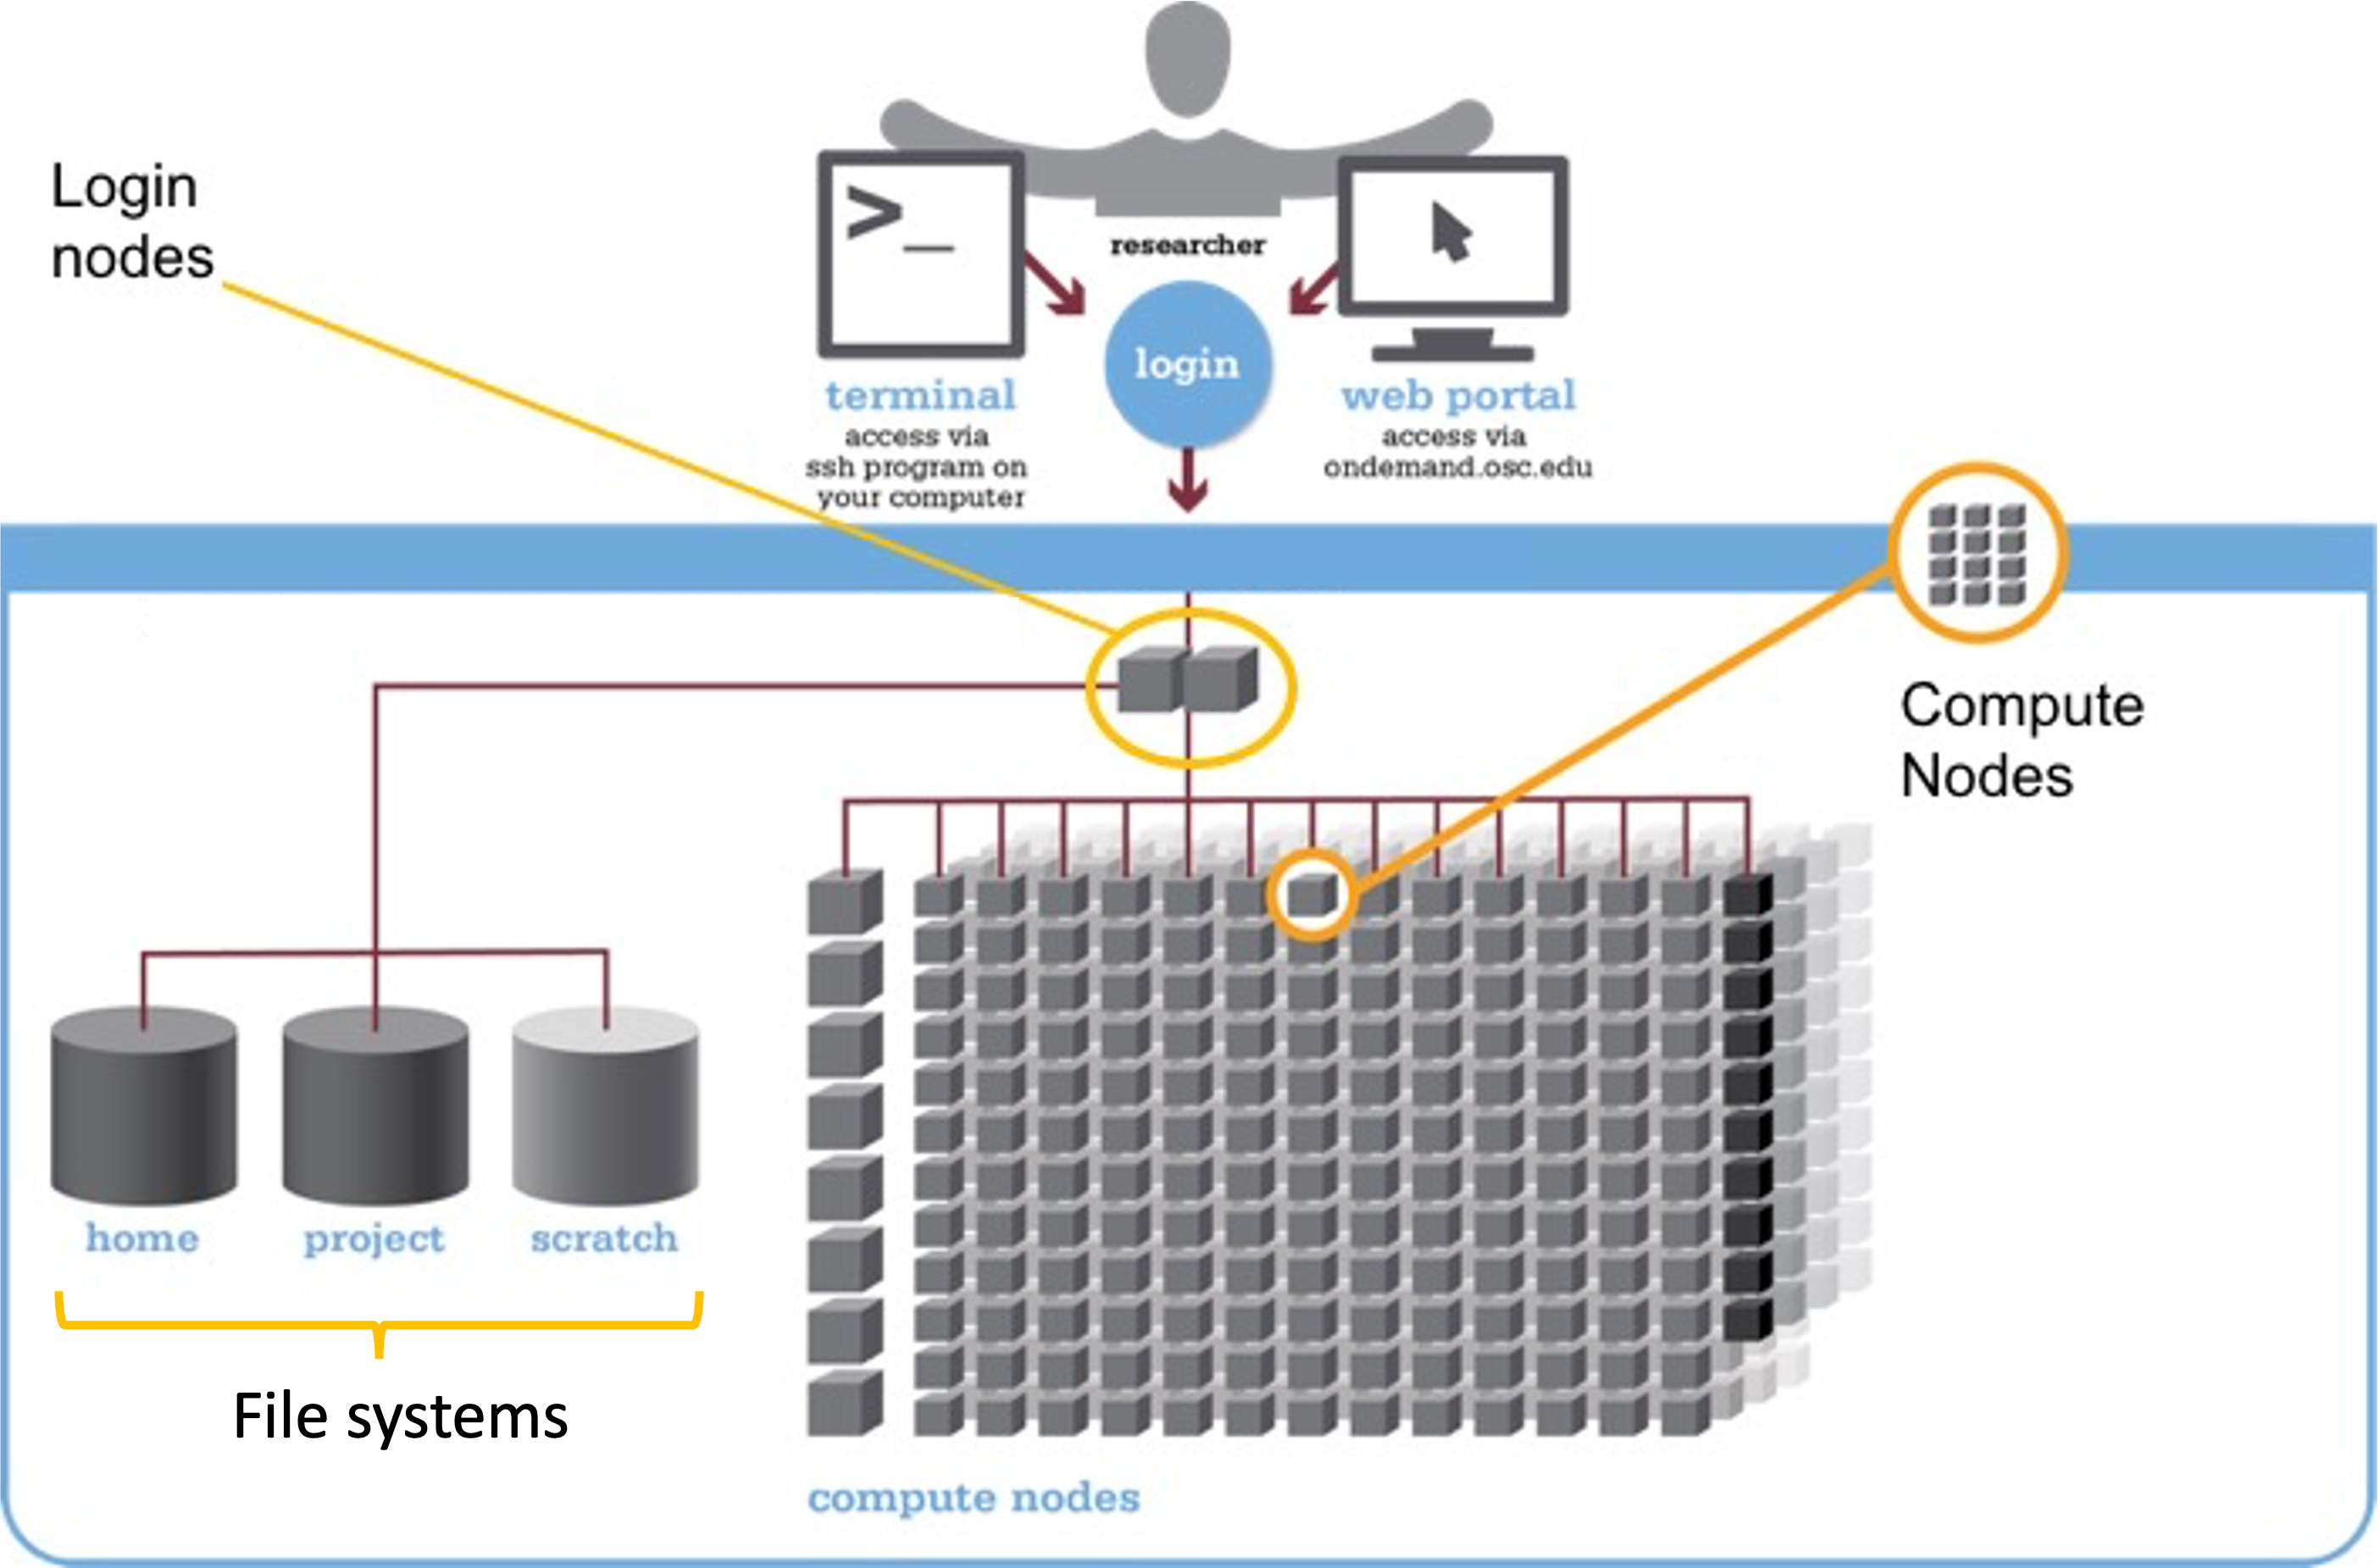 Login
nodes
>_
researcher
login
terminal
access via
ssh program on
your computer
web portal
access via
ondemand.osc.edu
Compute
Nodes
home
project
scratch
File systems
compute nodes